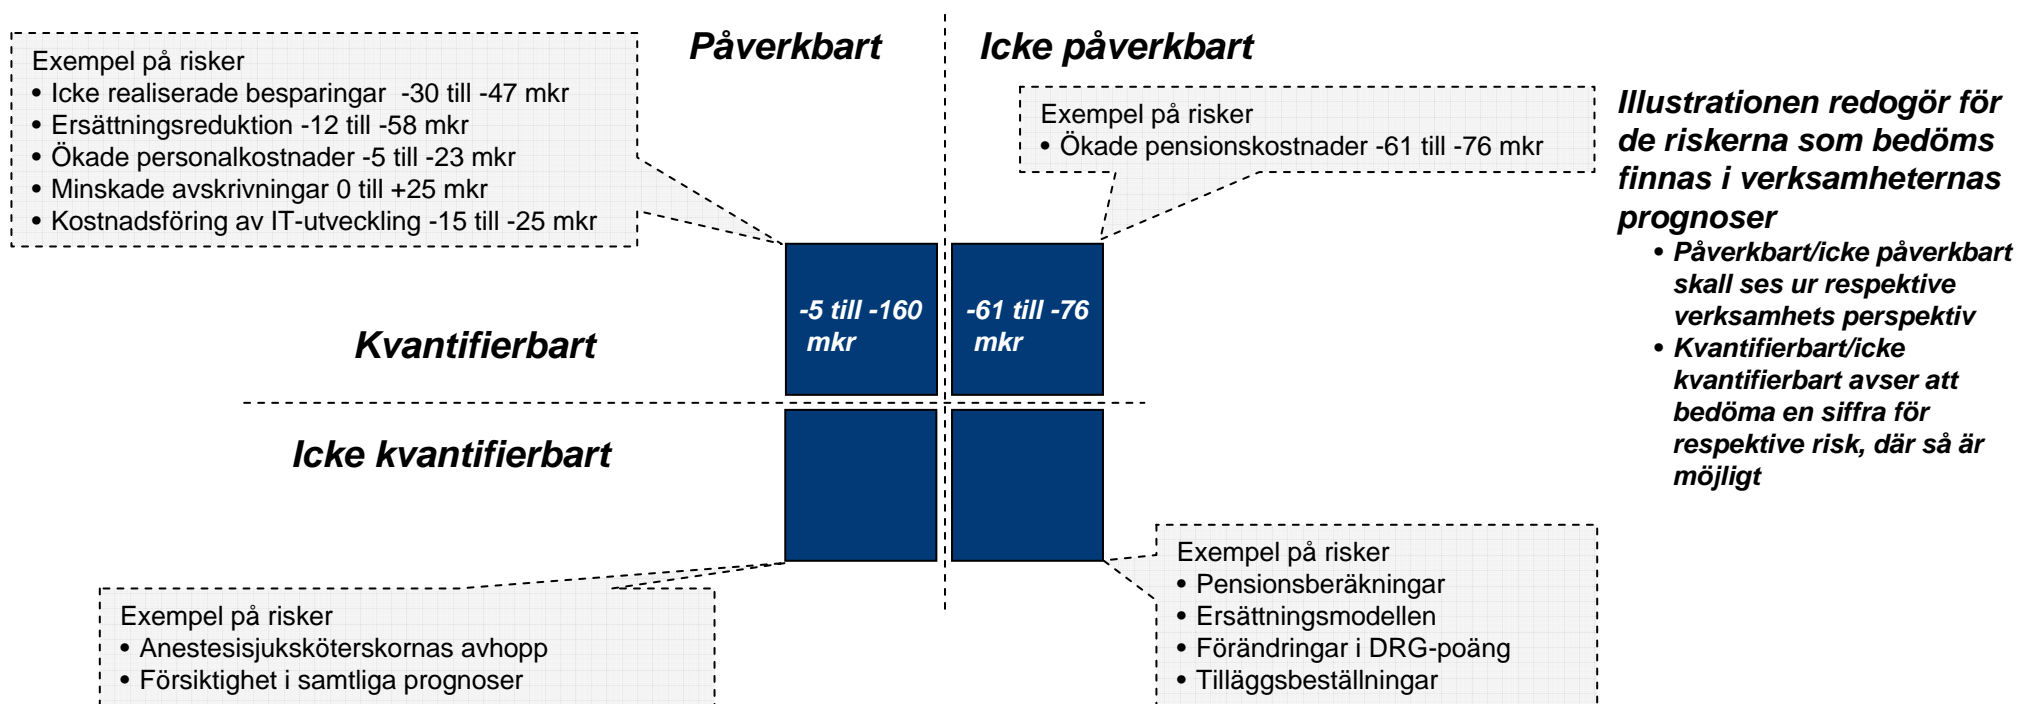 Påverkbart
Icke påverkbart
Exempel på risker
• Icke realiserade besparingar -30 till -47 mkr
• Ersättningsreduktion -12 till -58 mkr
• Ökade personalkostnader -5 till -23 mkr
• Minskade avskrivningar 0 till +25 mkr
• Kostnadsföring av IT-utveckling -15 till -25 mkr
Exempel på risker
• Ökade pensionskostnader -61 till -76 mkr
Illustrationen redogör för
de riskerna som bedöms
finnas i verksamheternas
prognoser
• Påverkbart/icke påverkbart
skall ses ur respektive
verksamhets perspektiv
• Kvantifierbart/icke
kvantifierbart avser att
bedöma en siffra för
respektive risk, där så är
möjligt
Kvantifierbart
-5 till -160
mkr
-61 till -76
mkr
Icke kvantifierbart
Exempel på risker
• Anestesisjuksköterskornas avhopp
• Försiktighet i samtliga prognoser
Exempel på risker
• Pensionsberäkningar
• Ersättningsmodellen
• Förändringar i DRG-poäng
• Tilläggsbeställningar